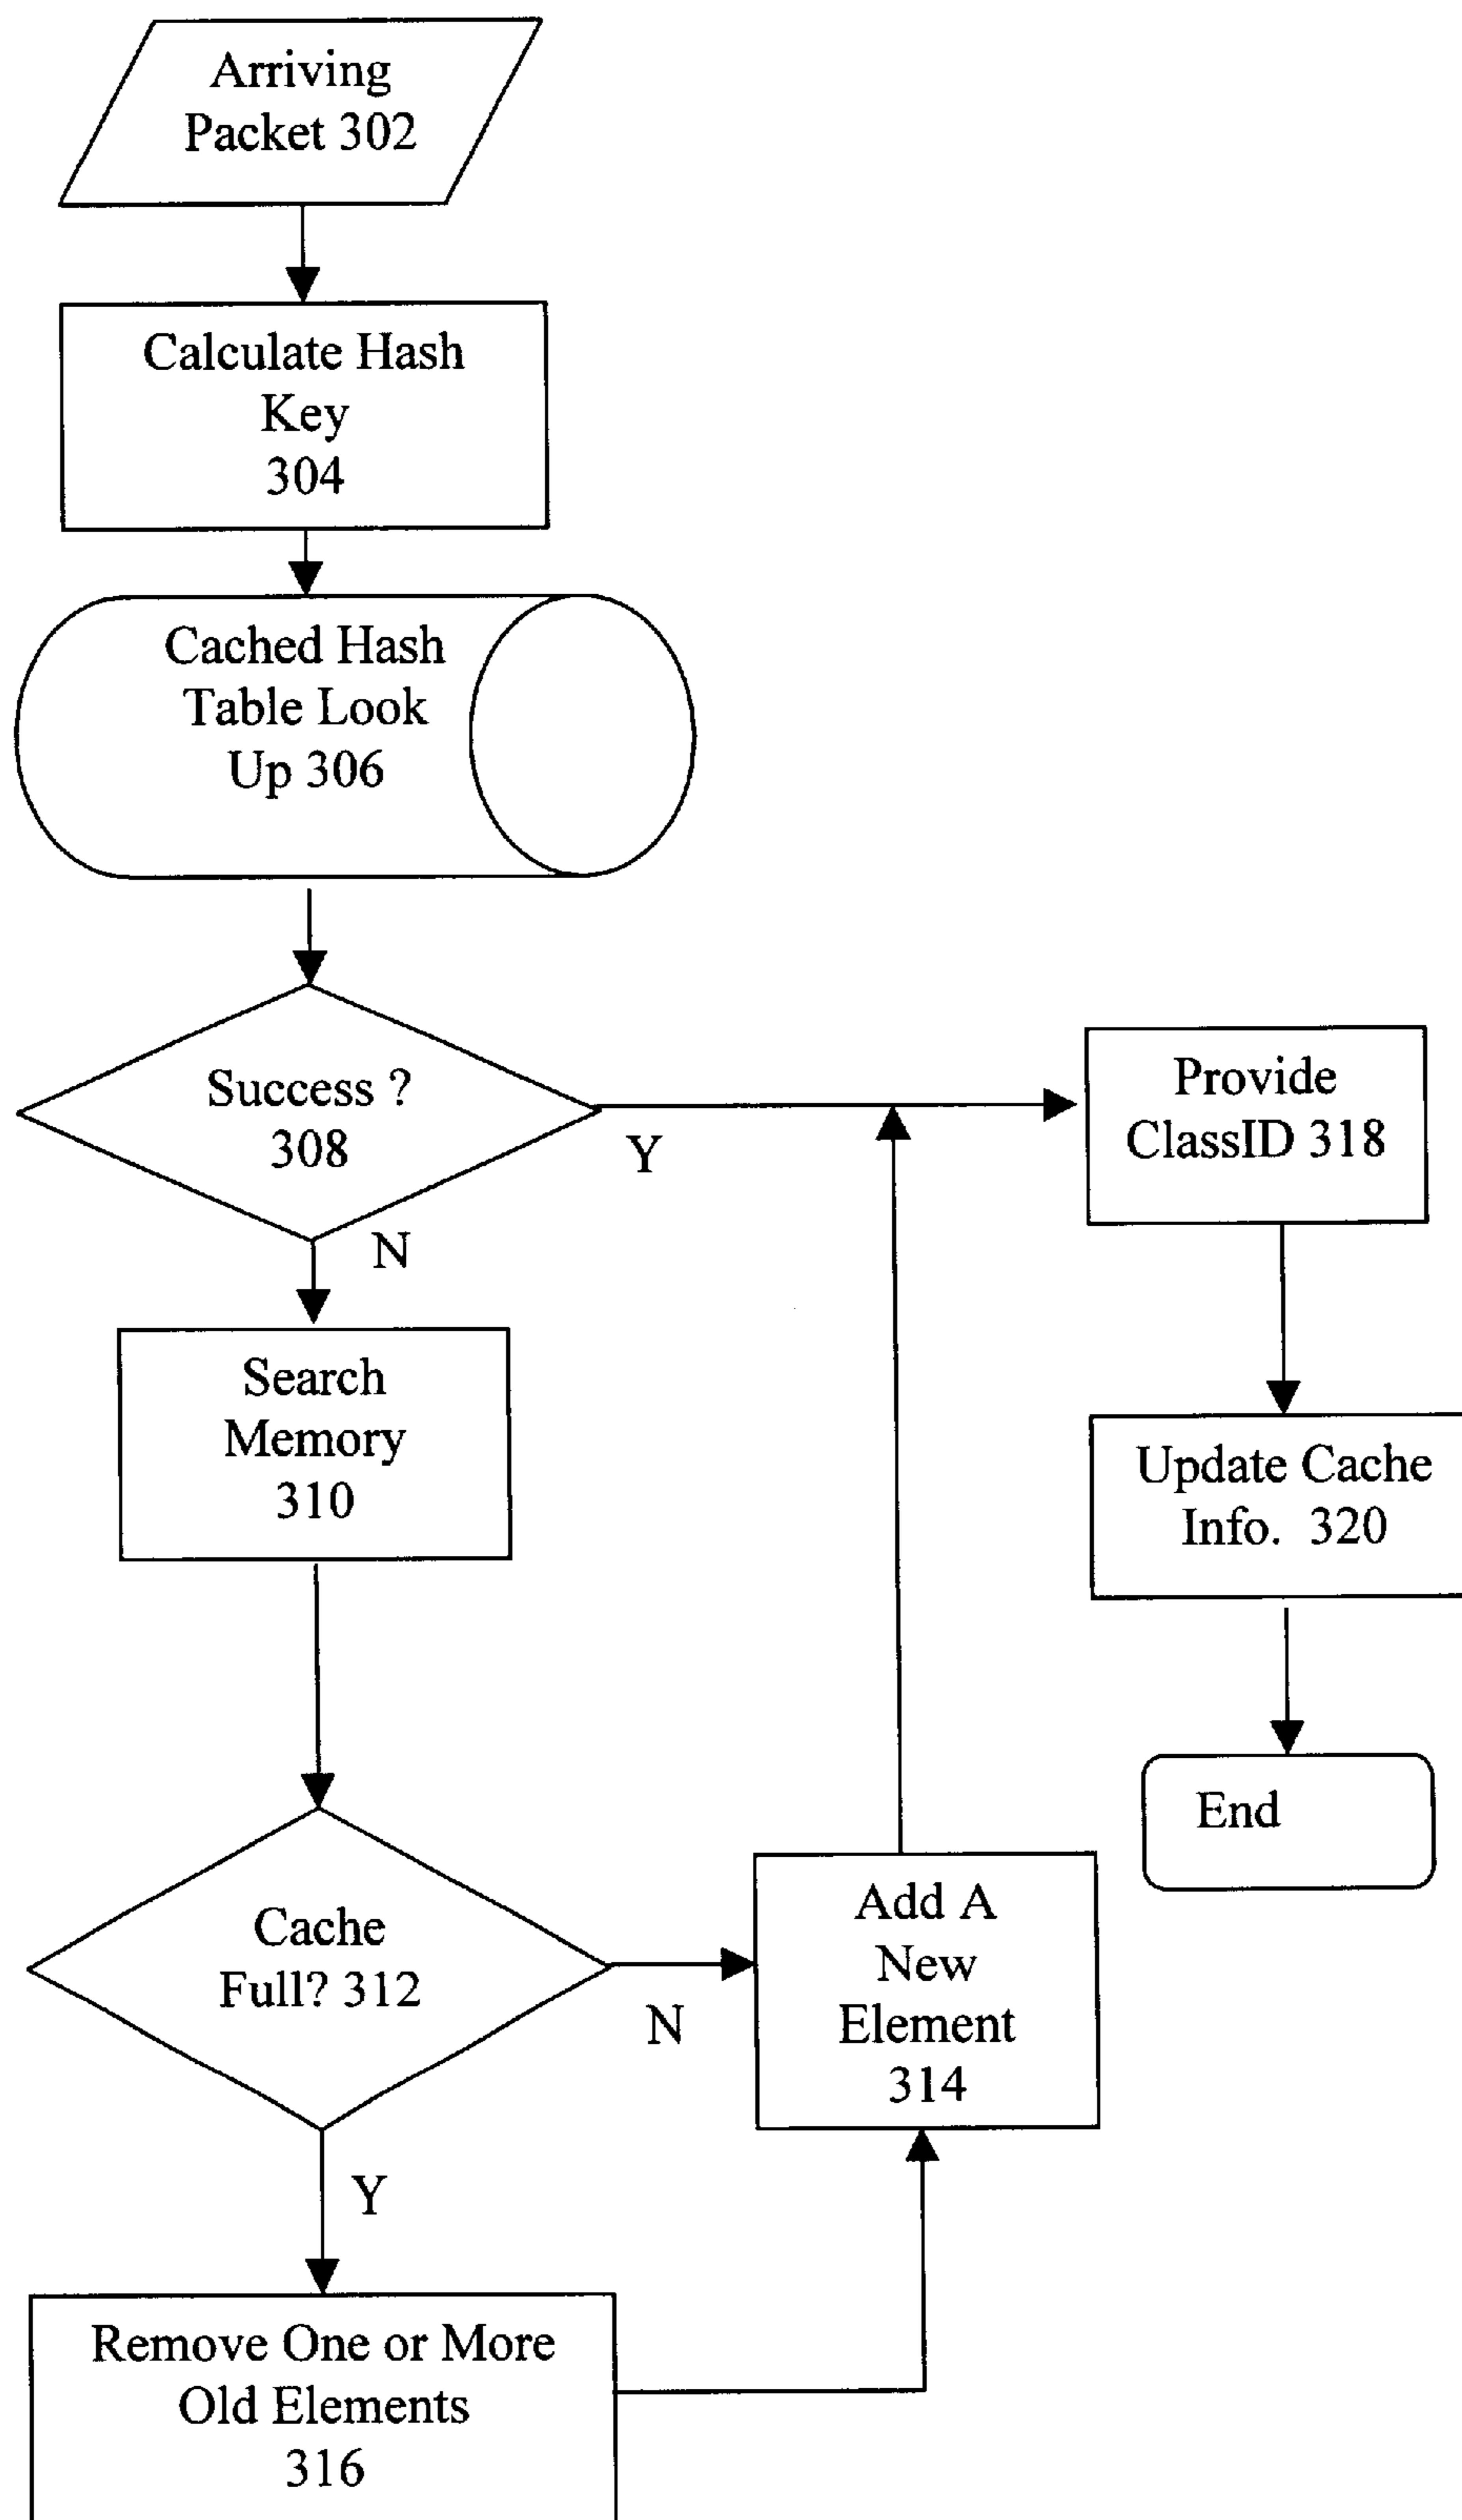 Arriving
Packet 302
Calculate Hash
Key
304
Cached Hash
Table Look
Up 306
Success ?
308
Y
N
Provide
ClassID 318
Search
Memory
310
Update Cache
Info. 320
End
Cache
Full? 312
N
Add A
New
Element
314
Y
Remove One or More
Old Elements
316